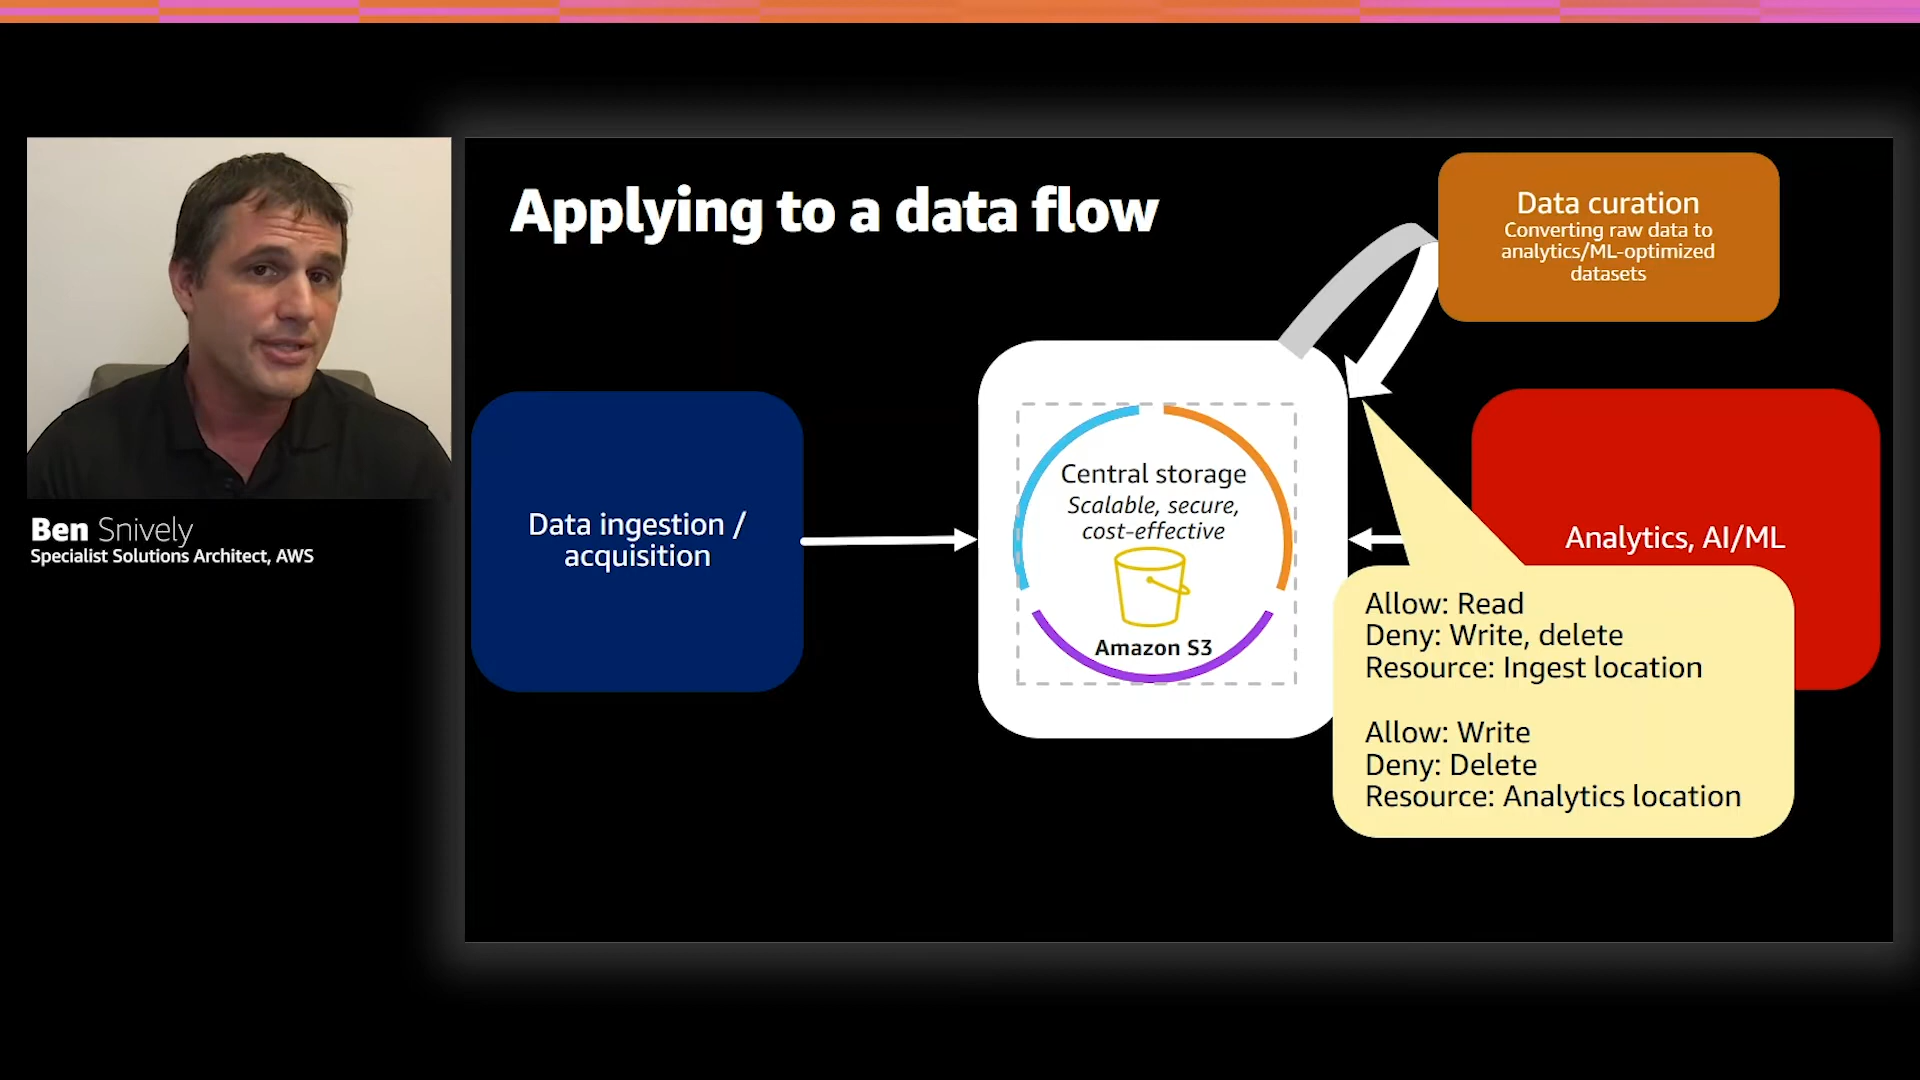 Applying to a data flow
Data curation
Converting raw data to
analytics/ML-optimized
datasets
Data ingestion /
acquisition
Central storage
Scalable, secure,
cost-effective
Amazon S3
Analytics, AI/ML
Allow: Read
Deny: Write, delete
Resource: Ingest location
Allow: Write
Deny: Delete
Resource: Analytics location
Ben Snively
Specialist Solutions Architect, AWS